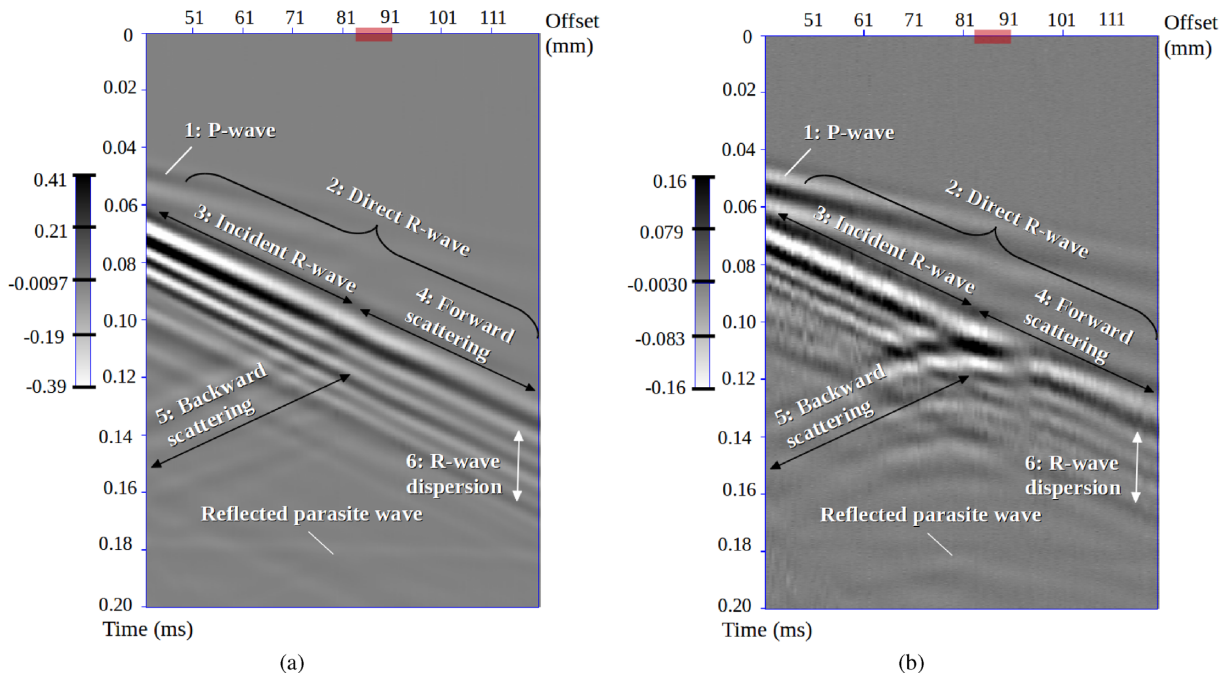 51 61 71 81 91 101 111 Offset
(mm)
0
0.02
0.04
0.06
0.08
0.10
0.12
0.14
0.16
0.18
0.20
Time (ms)
0.41
0.21
-0.0097
-0.19
-0.39
1: P-wave
2: Direct R-wave
3: Incident R-wave
4: Forward
scattering
5: Backward
scattering
6: R-wave
dispersion
Reflected parasite wave
(a)
51 61 71 81 91 101 111 Offset
(mm)
0
0.02
0.04
0.06
0.08
0.10
0.12
0.14
0.16
0.18
0.20
Time (ms)
0.16
0.079
-0.0030
-0.083
-0.16
1: P-wave
2: Direct R-wave
3: Incident R-wave
4: Forward
scattering
5: Backward
scattering
6: R-wave
dispersion
Reflected parasite wave
(b)